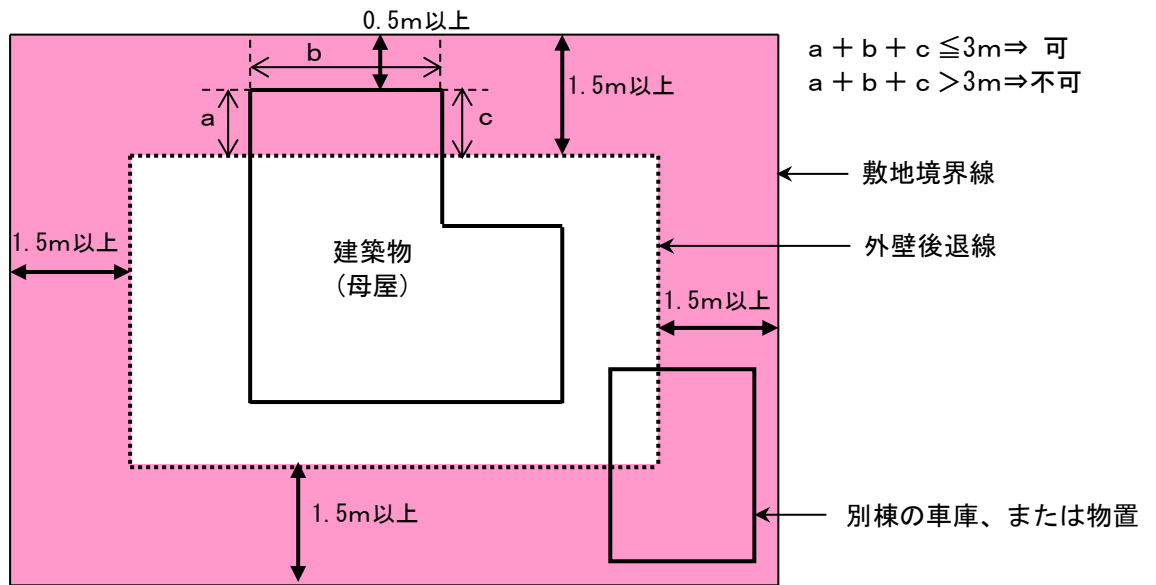 0.5m以上
b
a+b+c≦3m⇒ 可
a+b+c>3m⇒不可
1.5m以上
a
c
敷地境界線
1.5m以上
建築物
(母屋)
外壁後退線
1.5m以上
1.5m以上
別棟の車庫、または物置